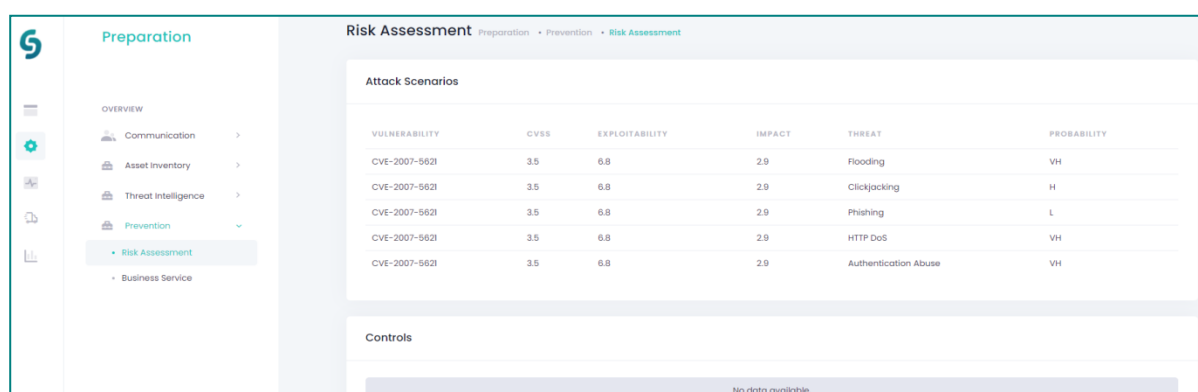 Preparation
OVERVIEW
Communication
Asset Inventory
Threat Intelligence
Prevention
• Risk Assessment
• Business Service
Risk Assessment Preparation • Prevention • Risk Assessment
Attack Scenarios
VULNERABILITY CVSS EXPLOITABILITY IMPACT THREAT PROBABILITY
CVE-2007-5621 3.5 6.8 2.9 Flooding VH
CVE-2007-5621 3.5 6.8 2.9 Clickjacking H
CVE-2007-5621 3.5 6.8 2.9 Phishing L
CVE-2007-5621 3.5 6.8 2.9 HTTP DoS VH
CVE-2007-5621 3.5 6.8 2.9 Authentication Abuse VH
Controls
No data available